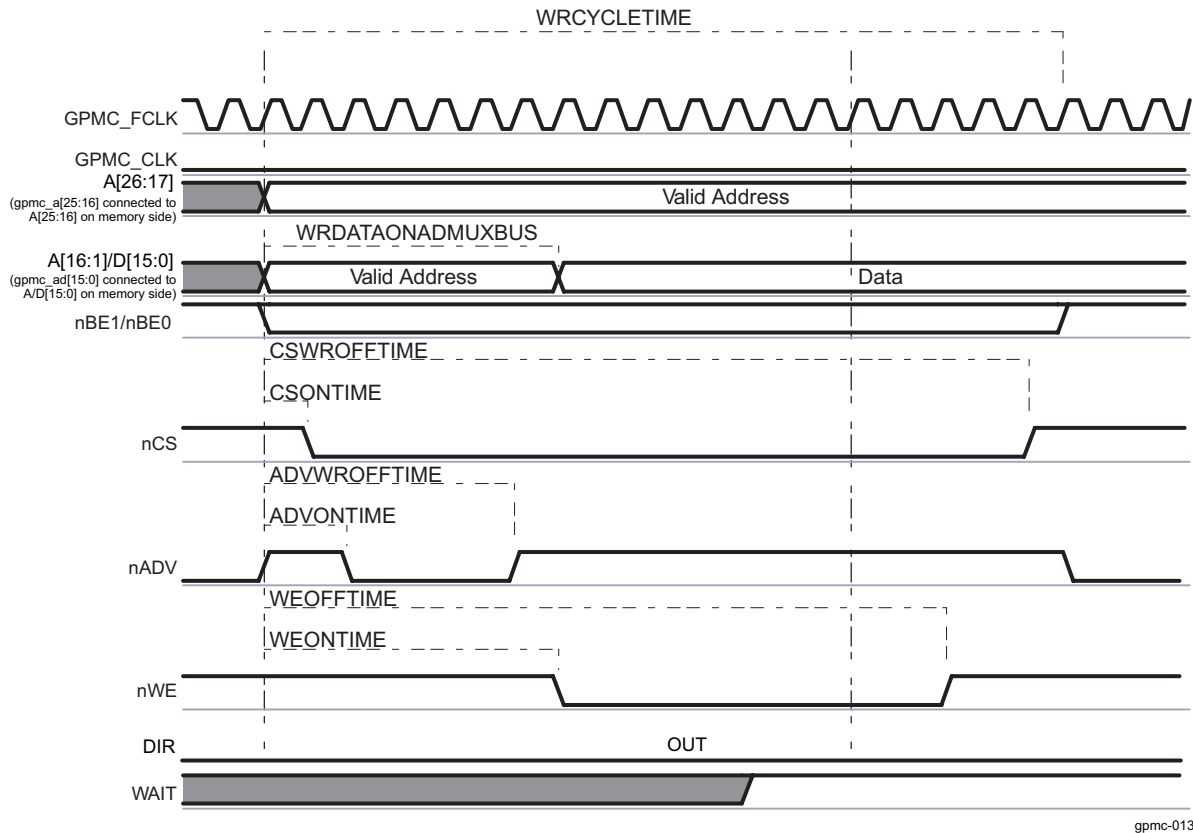 WRCYCLETIME
GPMC_FCLK
GPMC_CLK
A[26:17]
(gpmc_a[25:16] connected to
A[25:16] on memory side)
Valid Address
WRDATAONADMUXBUS
A[16:1]/D[15:0]
(gpmc_ad[15:0] connected to
A/D[15:0] on memory side)
Valid Address
Data
nBE1/nBE0
CSWROFFTIME
CSONTIME
nCS
ADVWROFFTIME
ADVONTIME
nADV
WEOFFTIME
WEONTIME
nWE
DIR
OUT
WAIT
gpmc-013